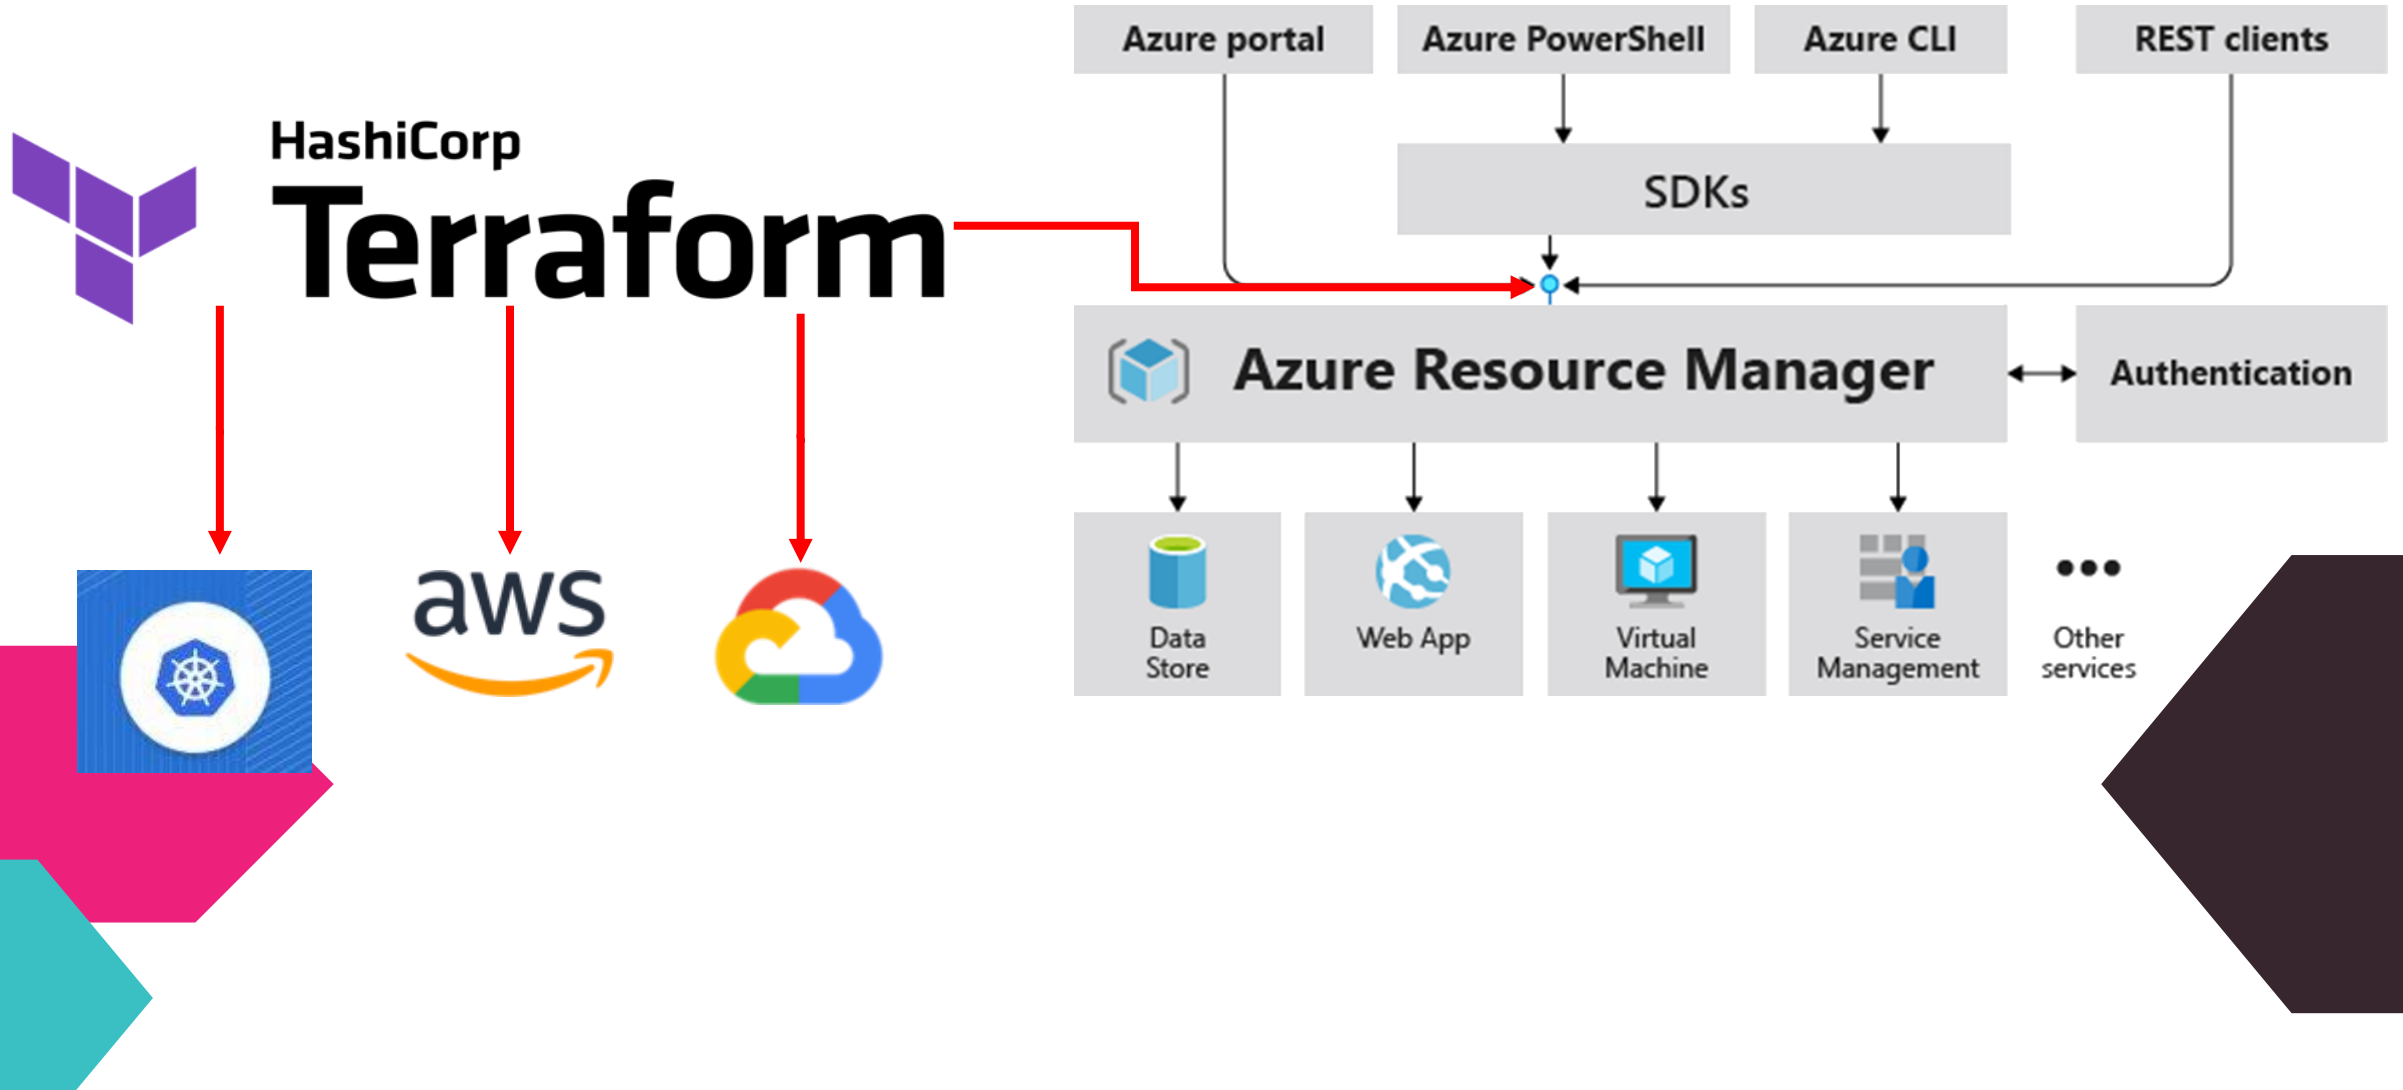 HashiCorp
Terraform
aws
Azure portal
Azure PowerShell
Azure CLI
REST clients
SDKs
Azure Resource Manager
Authentication
Data
Store
Web App
Virtual
Machine
Service
Management
Other
services